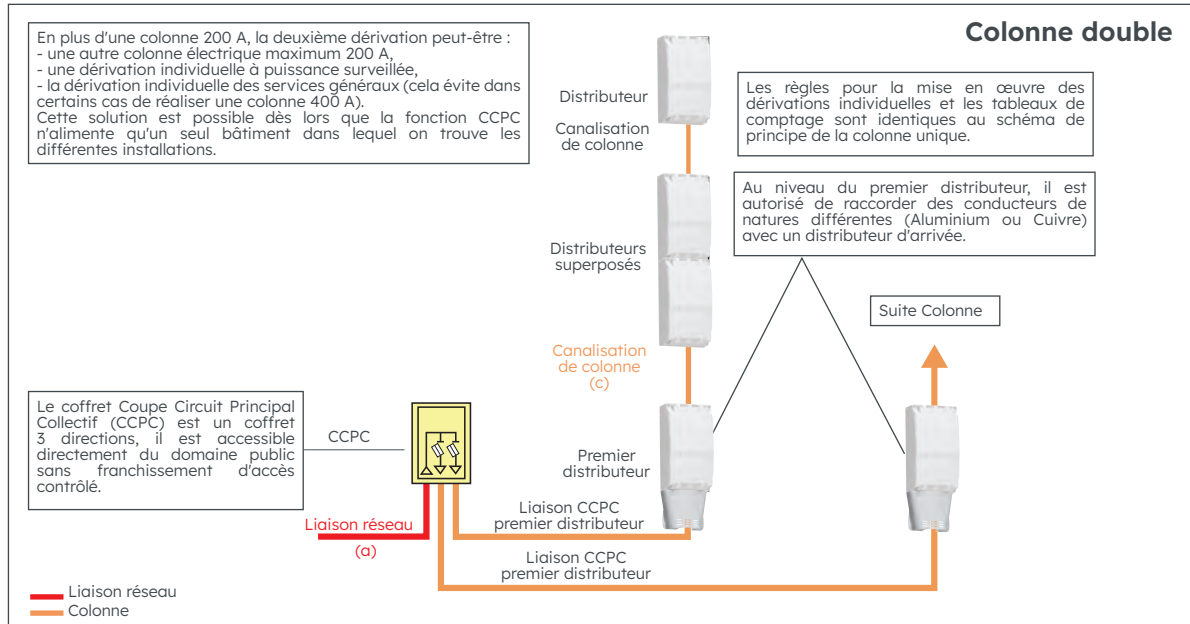 Colonne double
En plus d'une colonne 200 A, la deuxième dérivation peut-être :
- une autre colonne électrique maximum 200 A,
- une dérivation individuelle à puissance surveillée,
- la dérivation individuelle des services généraux (cela évite dans
certains cas de réaliser une colonne 400 A).
Cette solution est possible dès lors que la fonction CCPC
n'alimente qu'un seul bâtiment dans lequel on trouve les
différentes installations.
Distributeur
Canalisation
de colonne
Les règles pour la mise en œuvre des
dérivations individuelles et les tableaux de
comptage sont identiques au schéma de
principe de la colonne unique.
Au niveau du premier distributeur, il est
autorisé de raccorder des conducteurs de
natures différentes (Aluminium ou Cuivre)
avec un distributeur d'arrivée.
Distributeurs
superposés
Suite Colonne
Canalisation
de colonne
(c)
Le coffret Coupe Circuit Principal
Collectif (CCPC) est un coffret
3 directions, il est accessible
directement du domaine public
sans franchissement d'accès
contrôlé.
CCPC
Premier
distributeur
Liaison réseau
(a)
Liaison CCPC
premier distributeur
Liaison CCPC
premier distributeur
Liaison réseau
Colonne